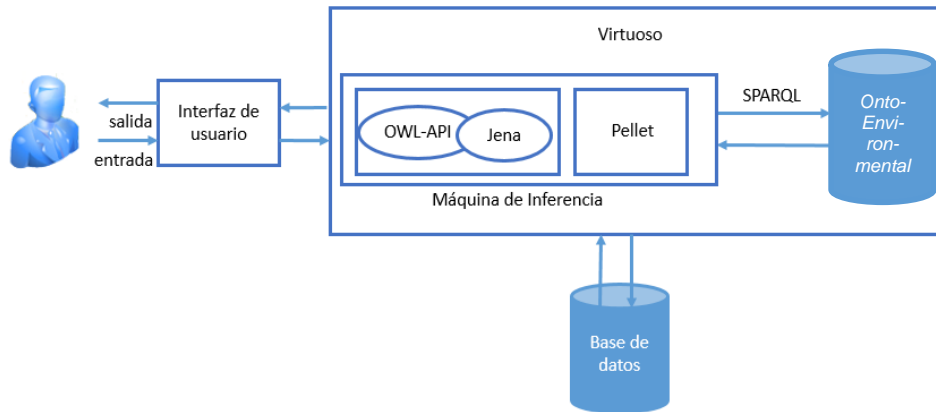 Virtuoso
salida
entrada
Interfaz de
usuario
OWL-API
Jena
Pellet
Máquina de Inferencia
SPARQL
Onto-
Envi-
ron-
mental
Base de
datos